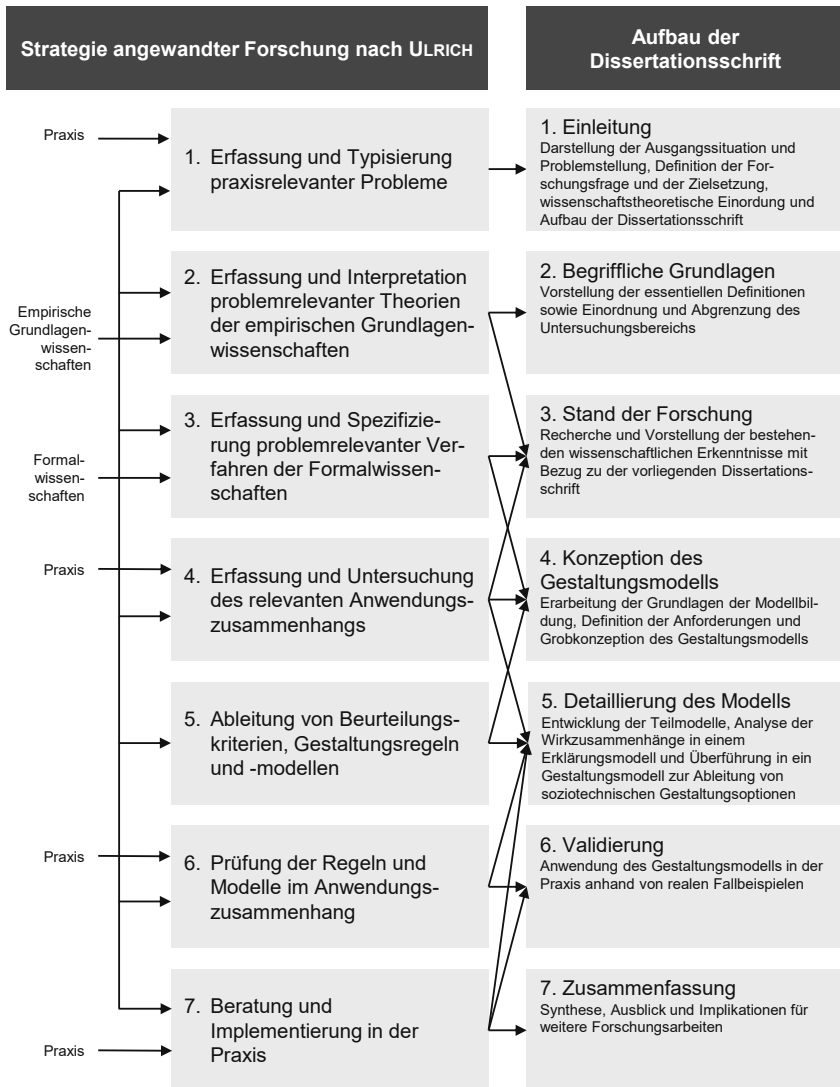 Strategie angewandter Forschung nach ULRICH
Aufbau der
Dissertationsschrift
Praxis
1. Erfassung und Typisierung
praxisrelevanter Probleme
1. Einleitung
Darstellung der Ausgangssituation und
Problemstellung, Definition der For-
schungsfrage und der Zielsetzung,
wissenschaftstheoretische Einordung und
Aufbau der Dissertationsschrift
Empirische
Grundlagen-
wissen-
schaften
2. Erfassung und Interpretation
problemrelevanter Theorien
der empirischen Grundlagen-
wissenschaften
2. Begriffliche Grundlagen
Vorstellung der essentiellen Definitionen
sowie Einordnung und Abgrenzung des
Untersuchungsbereichs
Formal-
wissen-
schaften
3. Erfassung und Spezifizie-
rung problemrelevanter Ver-
fahren der Formalwissen-
schaften
3. Stand der Forschung
Recherche und Vorstellung der bestehen-
den wissenschaftlichen Erkenntnisse mit
Bezug zu der vorliegenden Dissertations-
schrift
Praxis
4. Erfassung und Untersuchung
des relevanten Anwendungs-
zusammenhangs
4. Konzeption des
Gestaltungsmodells
Erarbeitung der Grundlagen der Modellbil-
dung, Definition der Anforderungen und
Grobkonzeption des Gestaltungsmodells
5. Ableitung von Beurteilungs-
kriterien, Gestaltungsregeln
und -modellen
5. Detaillierung des Modells
Entwicklung der Teilmodelle, Analyse der
Wirkzusammenhänge in einem
Erklärungsmodell und Überführung in ein
Gestaltungsmodell zur Ableitung von
soziotechnischen Gestaltungsoptionen
Praxis
6. Prüfung der Regeln und
Modelle im Anwendungs-
zusammenhang
6. Validierung
Anwendung des Gestaltungsmodells in der
Praxis anhand von realen Fallbeispielen
Praxis
7. Beratung und
Implementierung in der
Praxis
7. Zusammenfassung
Synthese, Ausblick und Implikationen für
weitere Forschungsarbeiten